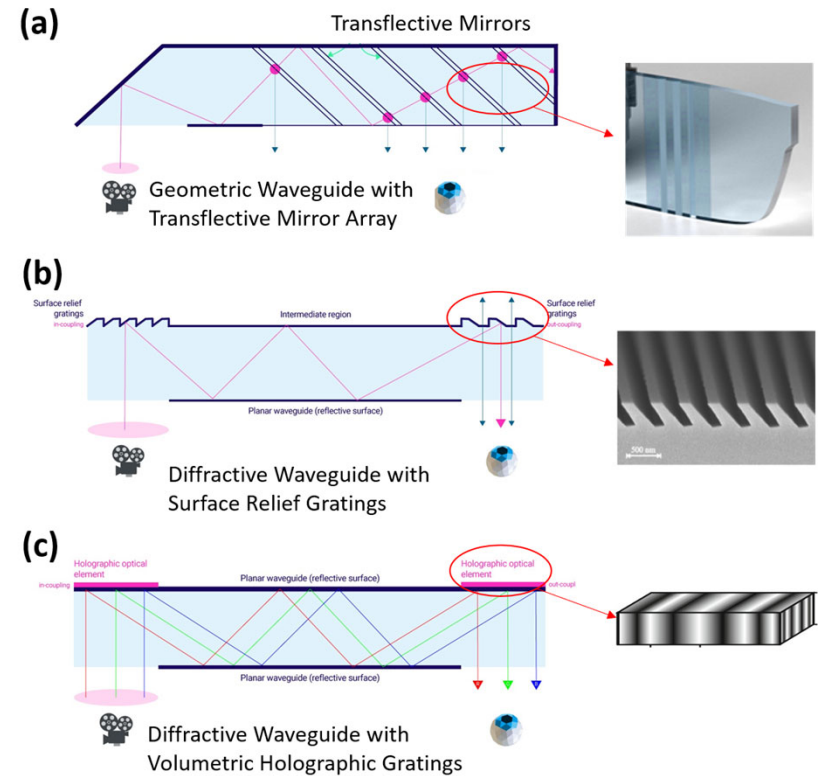 (a)
Transflective Mirrors
Geometric Waveguide with
Transflective Mirror Array
(b)
Surface relief
gratings
in-coupling
Intermediate region
Surface relief
gratings
out-coupling
Planar waveguide (reflective surface)
500 nm
Diffractive Waveguide with
Surface Relief Gratings
(c)
Holographic optical
element
in-coupling
Planar waveguide (reflective surface)
Holographic optical
element
out-coupl
Planar waveguide (reflective surface)
Diffractive Waveguide with
Volumetric Holographic Gratings